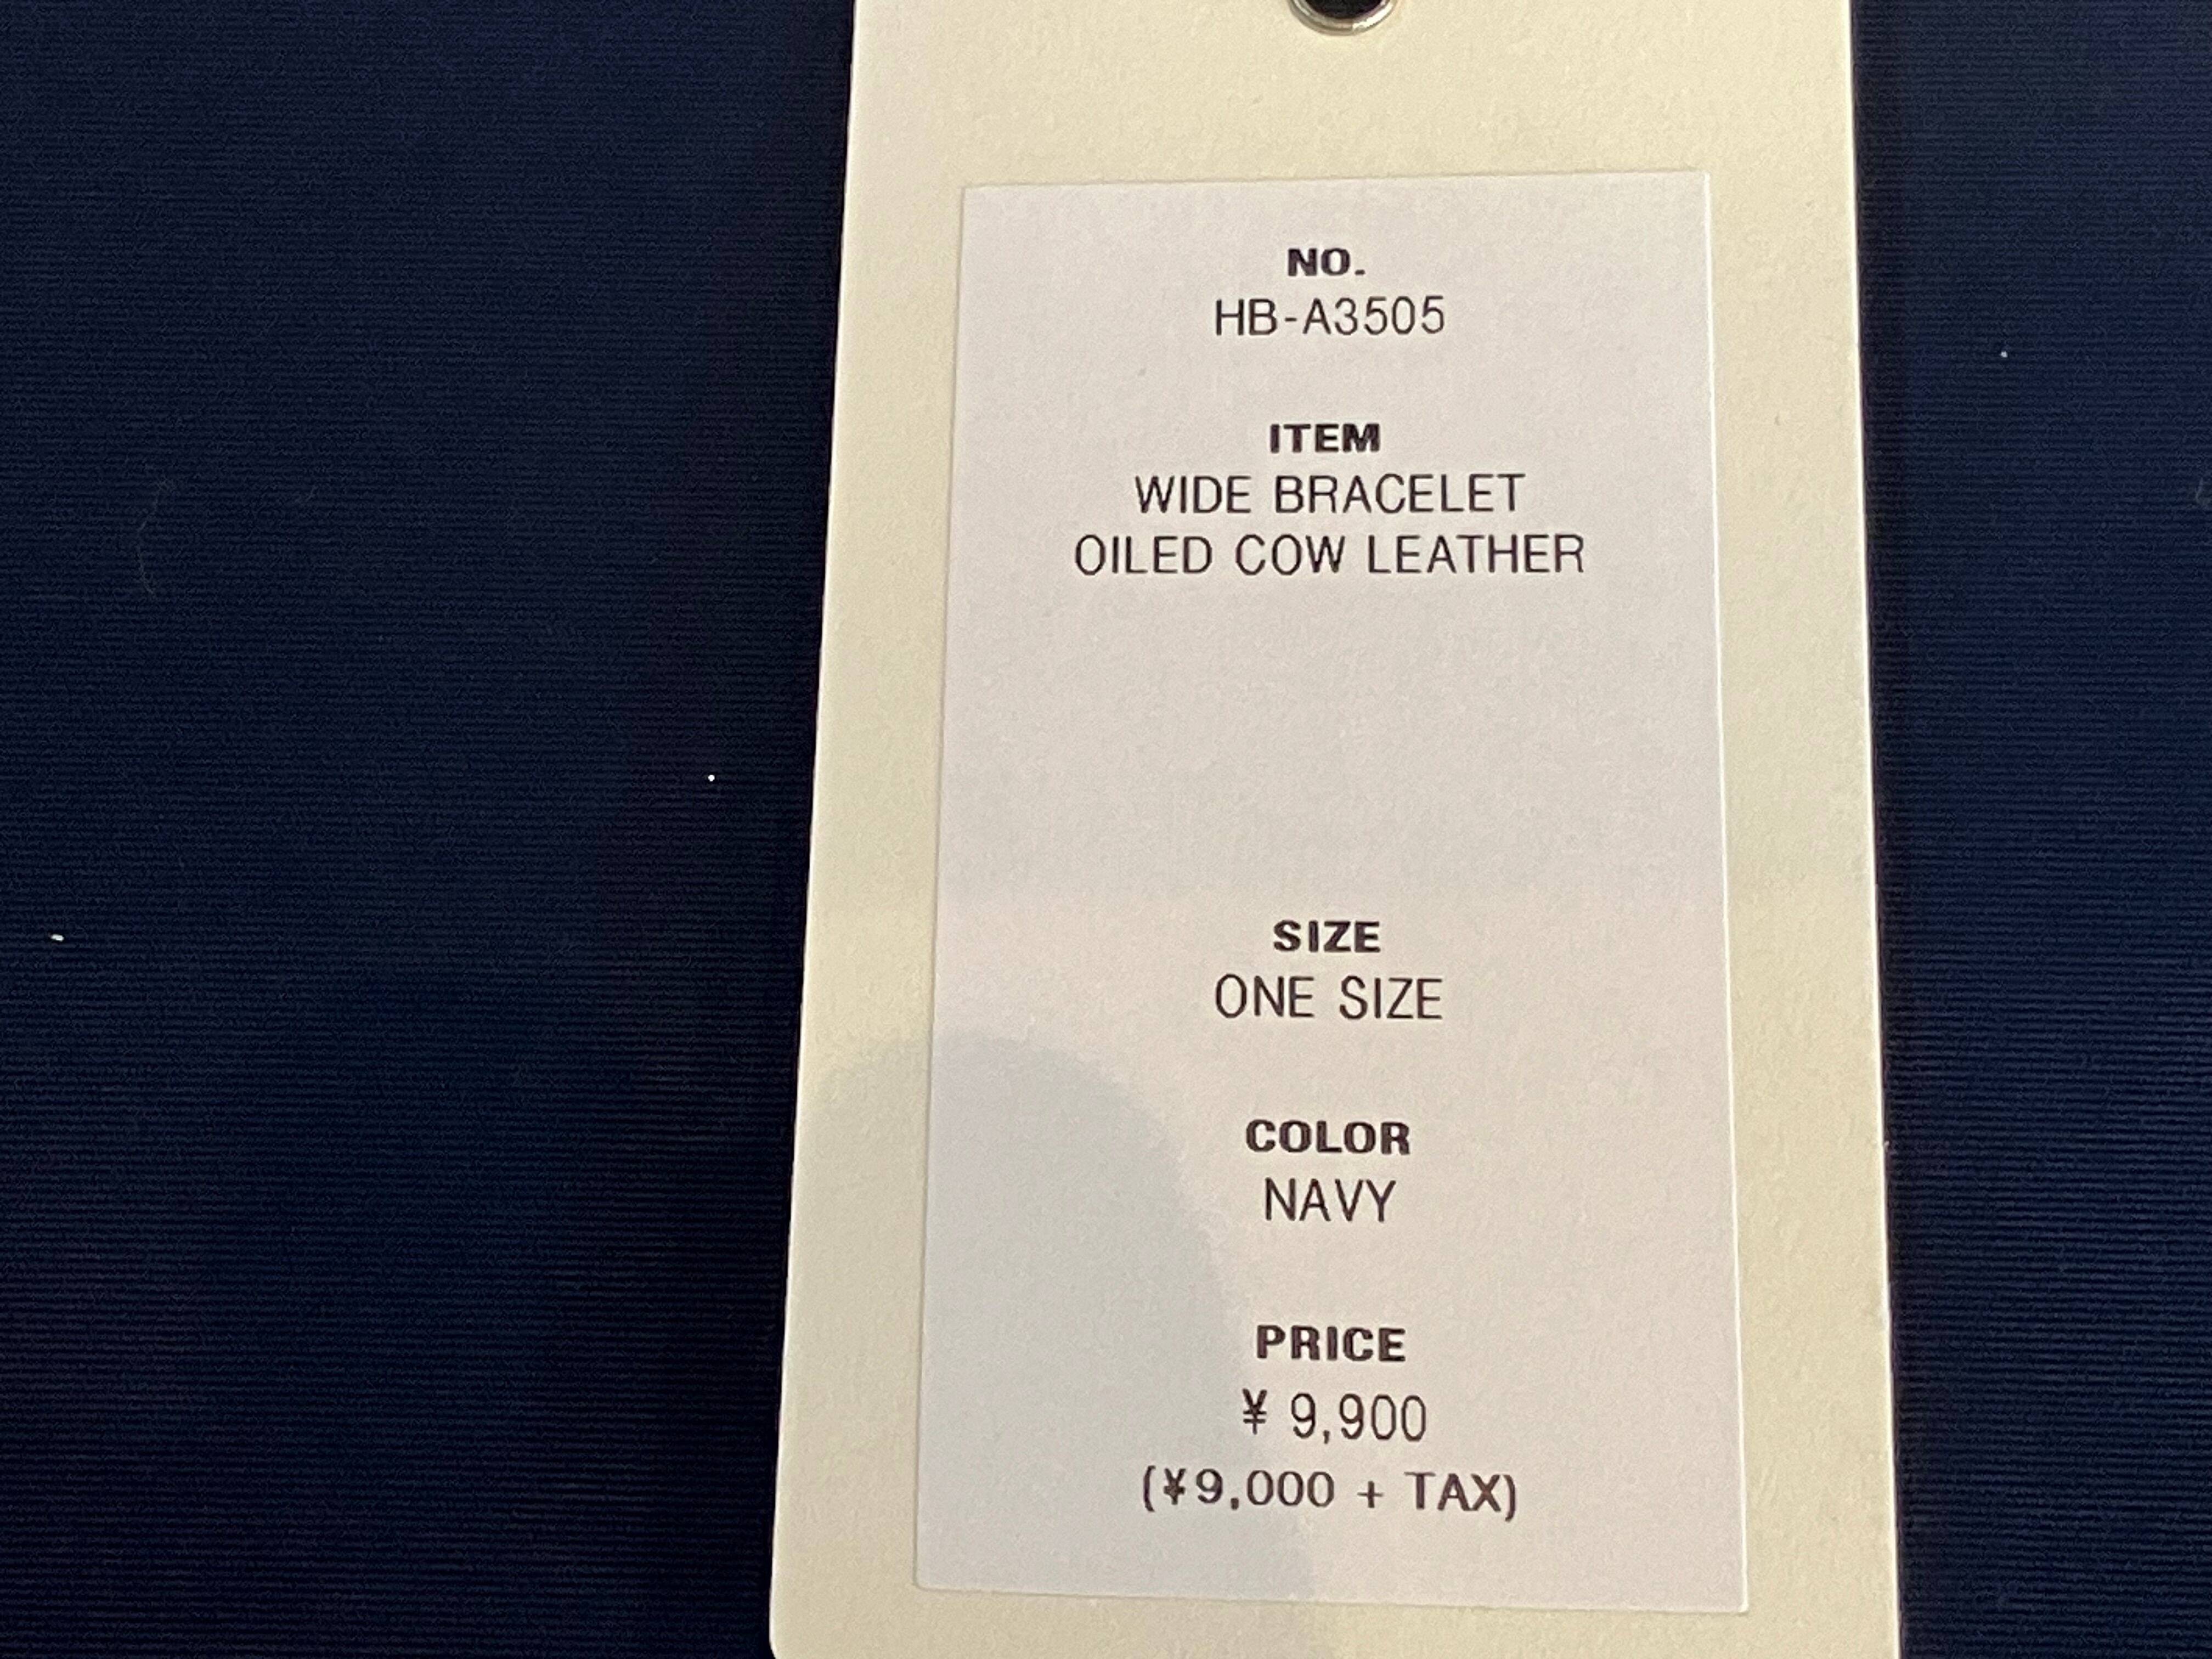 NO.
HB-A3505
ITEM
WIDE BRACELET
OILED COW LEATHER
SIZE
ONE SIZE
COLOR
NAVY
PRICE
¥ 9,900
(¥9,000 + TAX)